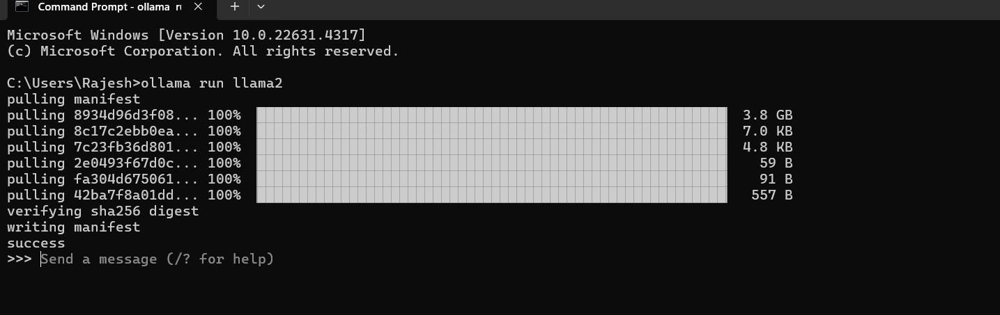 Command Prompt - ollama ru
Microsoft Windows [Version 10.0.22631.4317]
(c) Microsoft Corporation. All rights reserved.
C:\Users\Rajesh>ollama run llama2
pulling manifest
pulling 8934d96d3f08... 100% 3.8 GB
pulling 8c17c2ebb0ea... 100% 7.0 KB
pulling 7c23fb36d801... 100% 4.8 KB
pulling 2e0493f67d0c... 100% 59 B
pulling fa304d675061... 100% 91 B
pulling 42ba7f8a01dd... 100% 557 B
verifying sha256 digest
writing manifest
success
>>> Send a message (/? for help)